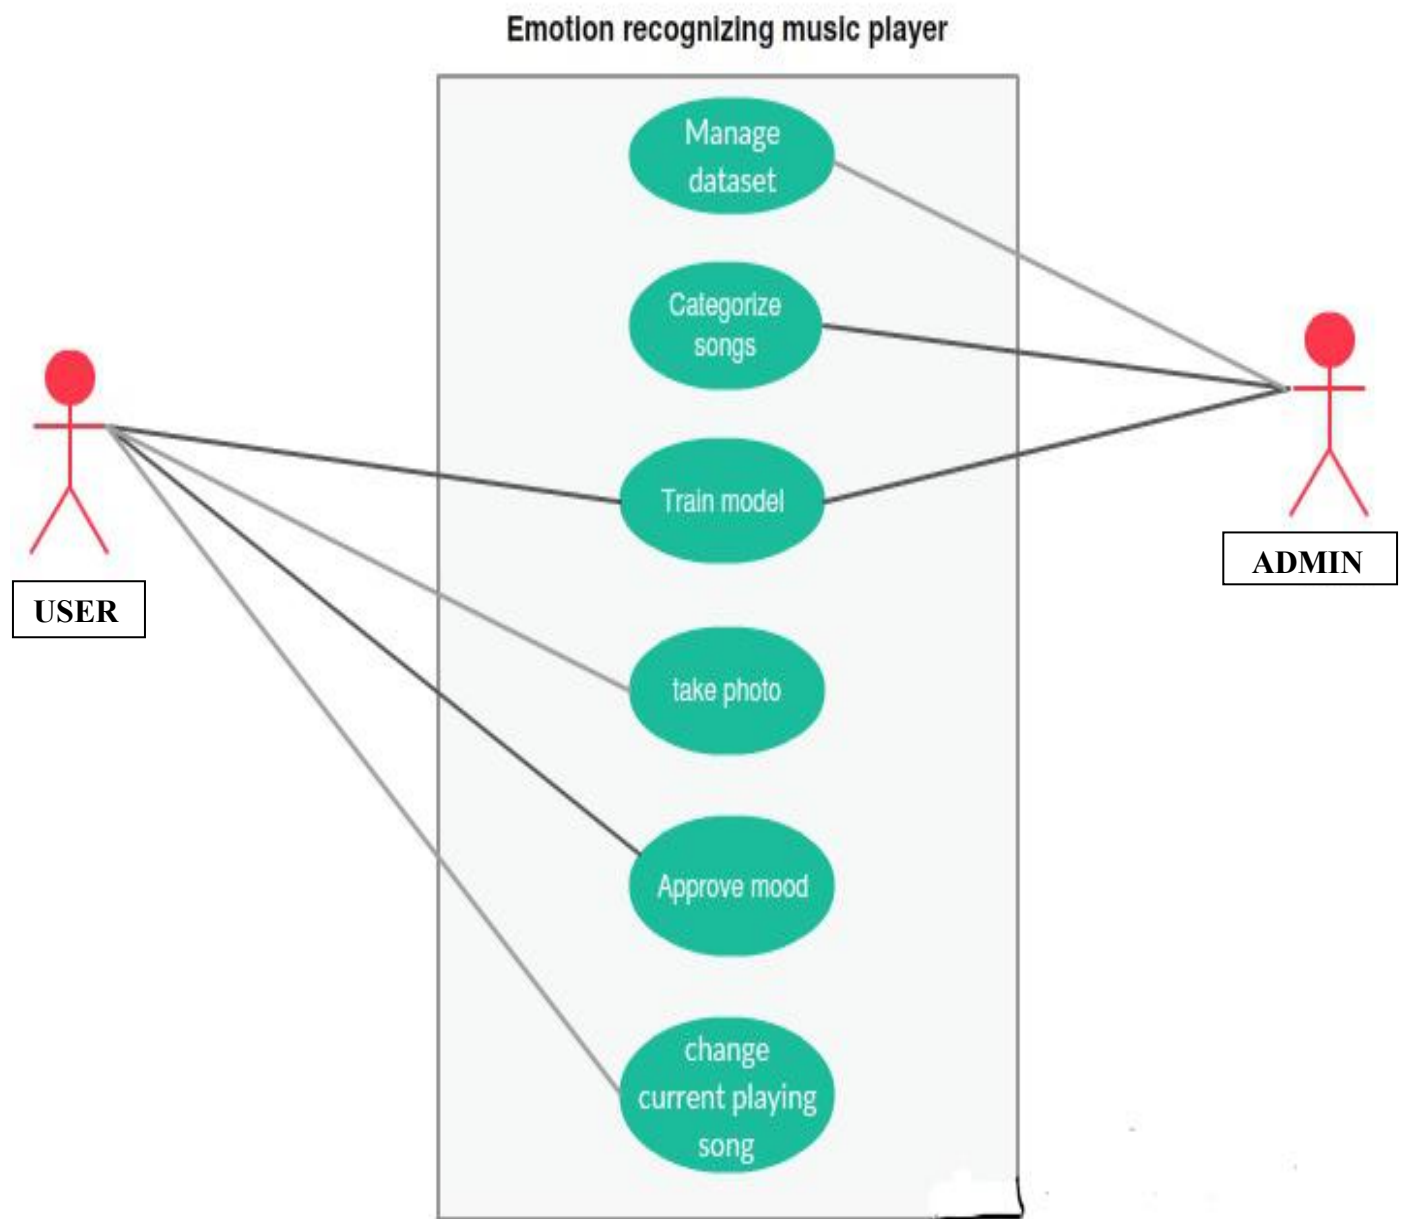 Emotion recognizing music player
Manage
dataset
Categorize
songs
Train model
take photo
Approve mood
change
current playing
song
USER
ADMIN